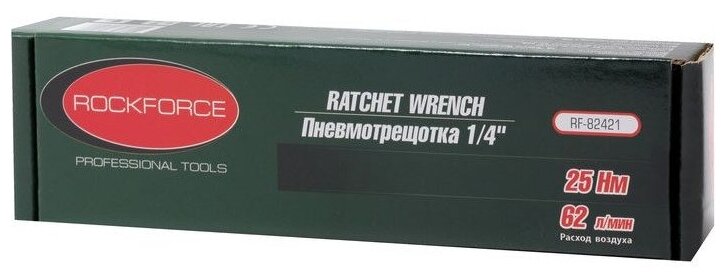 ROCKFORCE
PROFESSIONAL TOOLS
RATCHET WRENCH
Пневмотрещотка 1/4"
RF-82421
25 Нм
62 л/мин
Расход воздуха